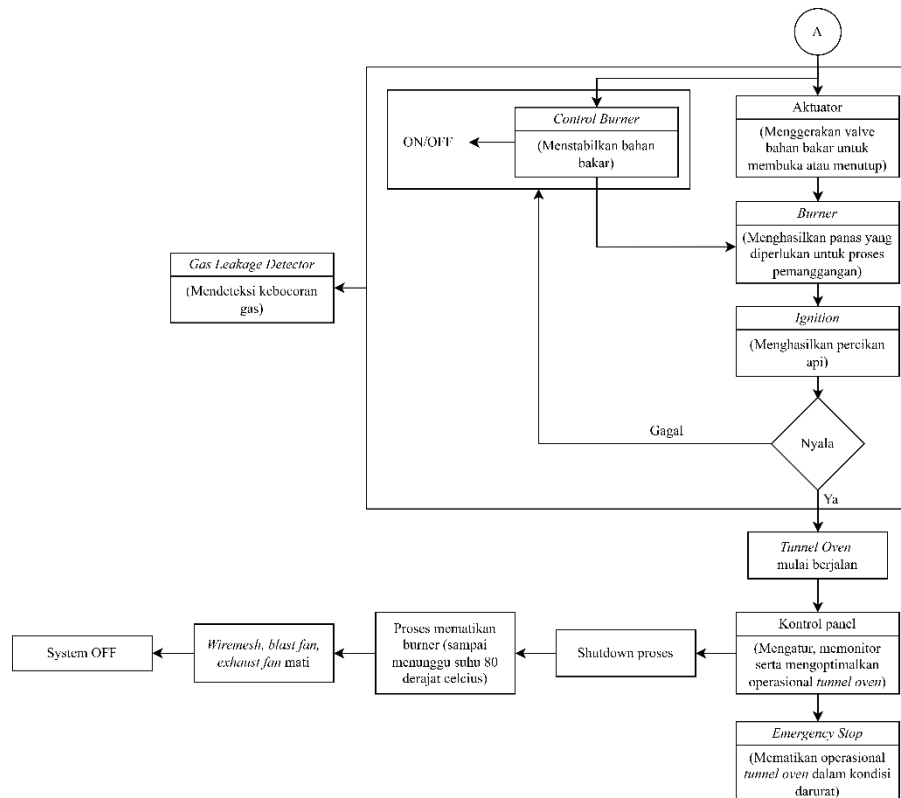 A
Control Burner
(Menstabilkan bahan
bakar)
ON/OFF
Aktuator
(Menggerakan valve
bahan bakar untuk
membuka atau menutup)
Burner
(Menghasilkan panas yang
diperlukan untuk proses
pemanggangan)
Gas Leakage Detector
(Mendeteksi kebocoran
gas)
Ignition
(Menghasilkan percikan
api)
Gagal
Nyala
Ya
Tunnel Oven
mulai berjalan
Kontrol panel
(Mengatur, memonitor
serta mengoptimalkan
operasional tunnel oven)
Shutdown proses
Proses mematikan
burner (sampai
menunggu suhu 80
derajat celcius)
Wiremesh, blast fan,
exhaust fan mati
System OFF
Emergency Stop
(Mematikan operasional
tunnel oven dalam kondisi
darurat)